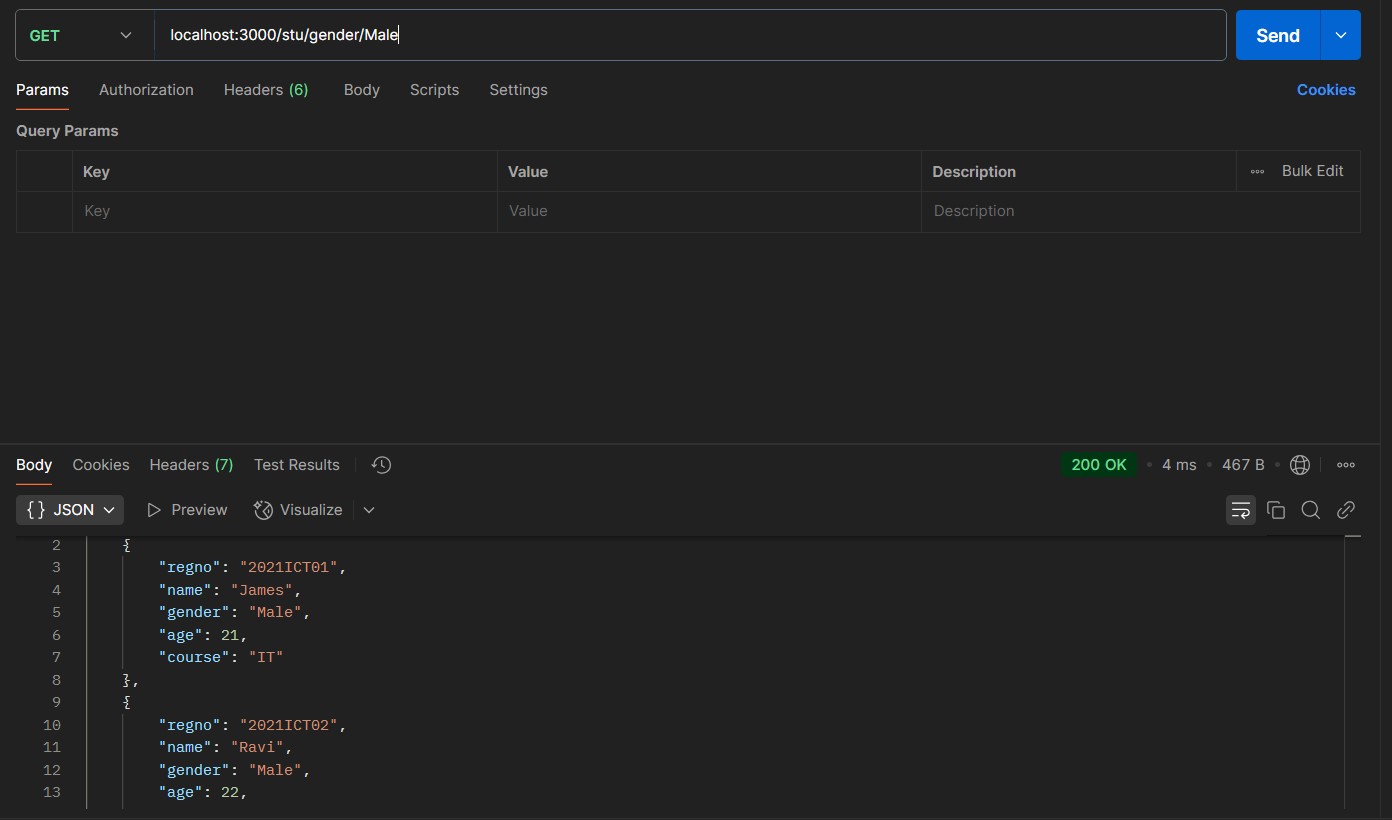 GET localhost:3000/stu/gender/Male Send
Params Authorization Headers (6) Body Scripts Settings Cookies
Query Params
Key Value Description Bulk Edit
Key Value Description
Body Cookies Headers (7) Test Results 200 OK 4 ms 467 B
{} JSON Preview Visualize
2 {
3 "regno": "2021ICT01",
4 "name": "James",
5 "gender": "Male",
6 "age": 21,
7 "course": "IT"
8 },
9 {
10 "regno": "2021ICT02",
11 "name": "Ravi",
12 "gender": "Male",
13 "age": 22,